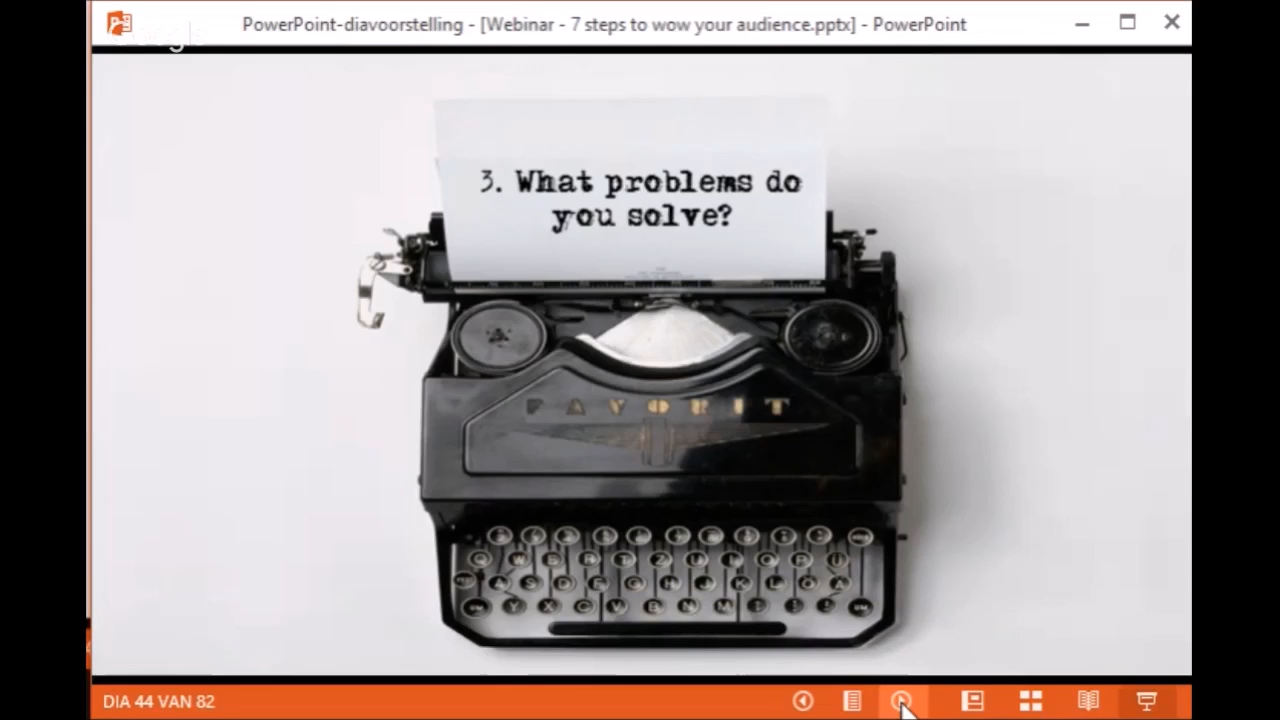 PowerPoint-diavoorstelling - [Webinar - 7 steps to wow your audience.pptx] - PowerPoint
3. What problems do
you solve?
FAVORIT
Q W E R T Z U I O P Ü
A S D F G H J K L Ö Ä
Y X C V B N M
DIA 44 VAN 82